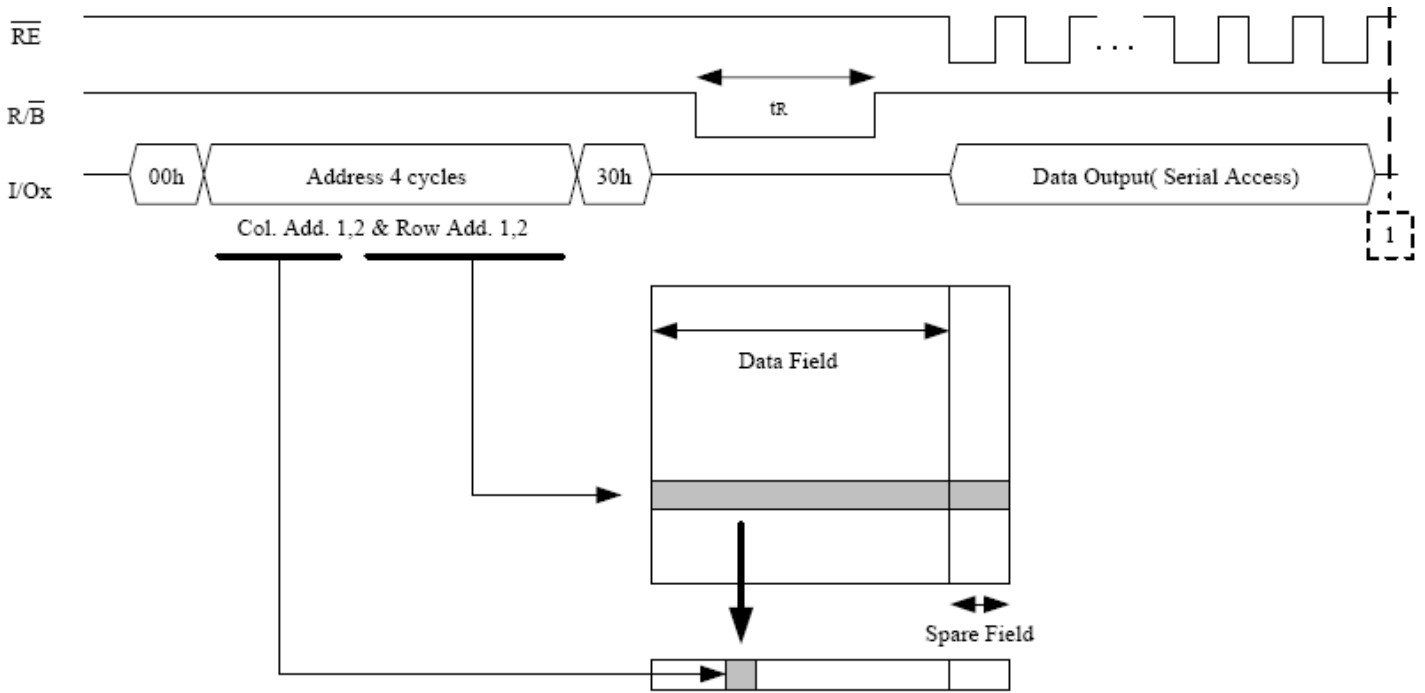 R̅E̅
R/B̅
tR
I/Ox
00h
Address 4 cycles
30h
Data Output( Serial Access)
Col. Add. 1,2 & Row Add. 1,2
1
Data Field
. . .
Spare Field